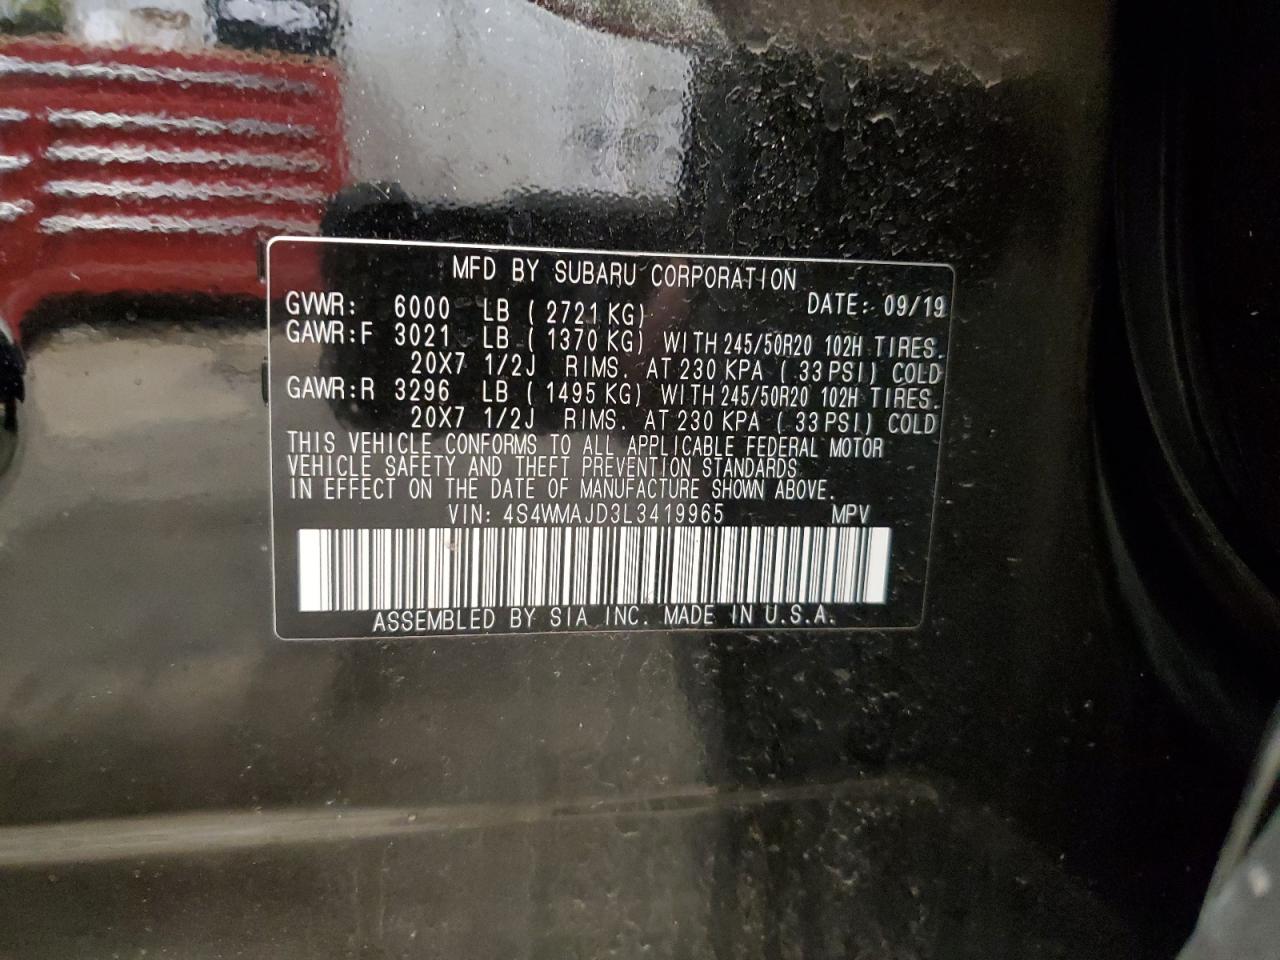 MFD BY SUBARU CORPORATION
GVWR: 6000 LB ( 2721 KG) DATE: 09/19
GAWR:F 3021 LB ( 1370 KG) WITH 245/50R20 102H TIRES.
20X7 1/2J RIMS. AT 230 KPA ( 33 PSI) COLD
GAWR:R 3296 LB ( 1495 KG) WITH 245/50R20 102H TIRES.
20X7 1/2J RIMS. AT 230 KPA ( 33 PSI) COLD
THIS VEHICLE CONFORMS TO ALL APPLICABLE FEDERAL MOTOR
VEHICLE SAFETY AND THEFT PREVENTION STANDARDS
IN EFFECT ON THE DATE OF MANUFACTURE SHOWN ABOVE.
VIN: 4S4WMAJD3L3419965 MPV
ASSEMBLED BY SIA INC. MADE IN U.S.A.